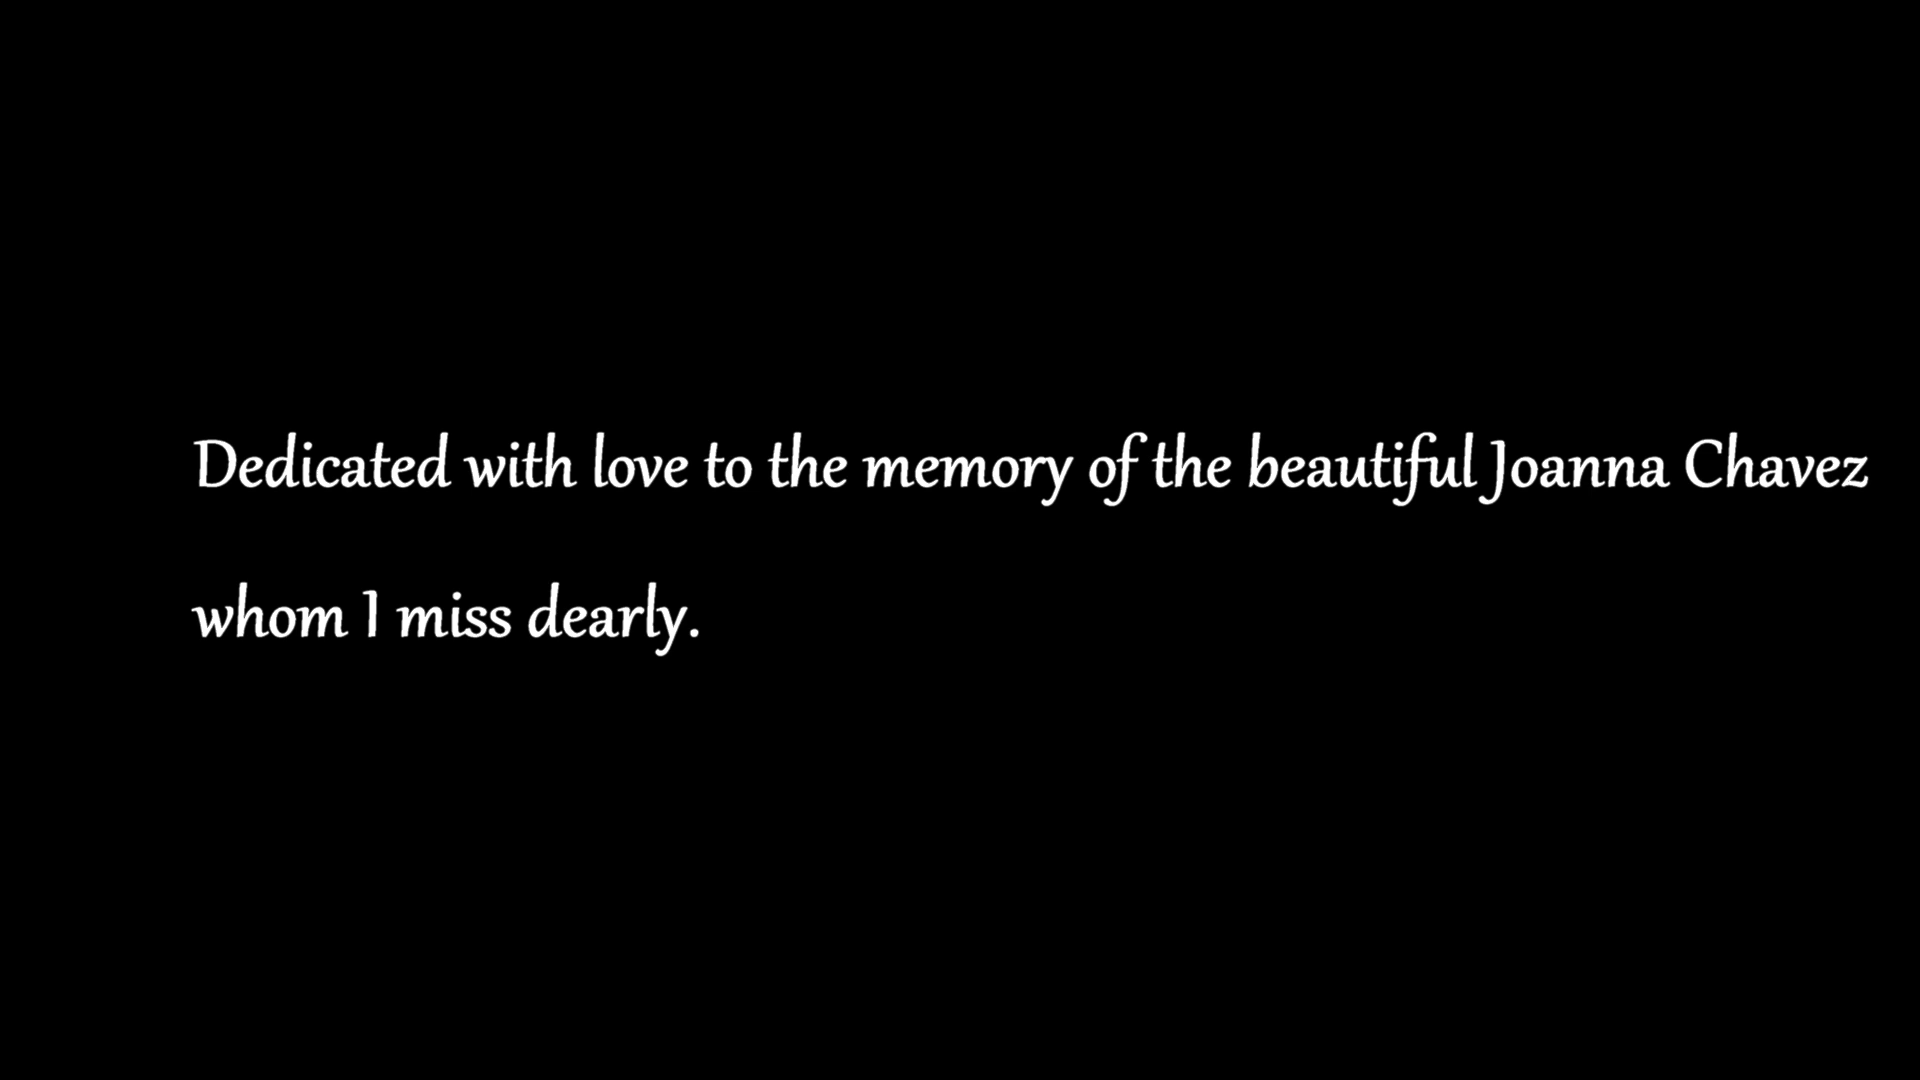 Dedicated with love to the memory of the beautiful Joanna Chavez
whom I miss dearly.